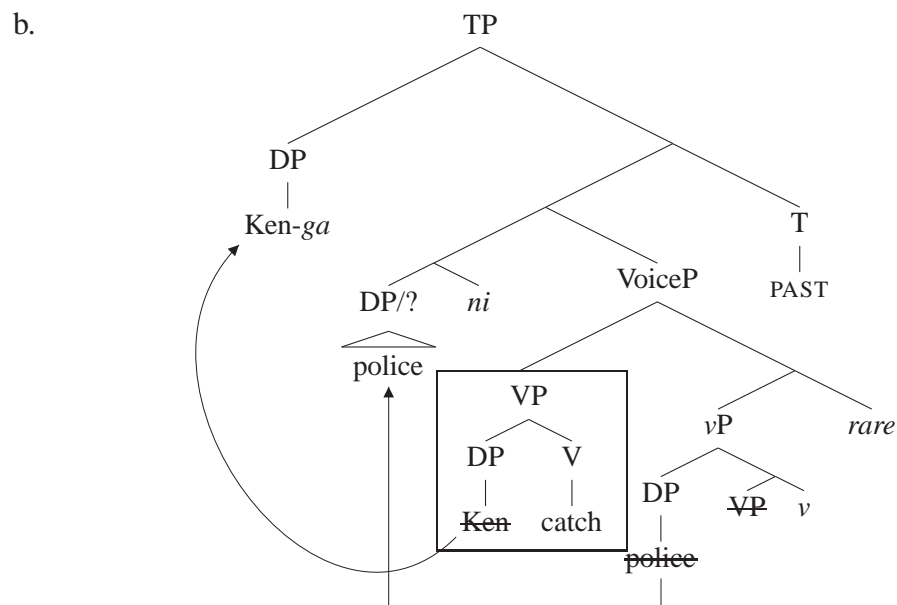 b.
TP
DP
Ken-ga
T
PAST
DP/?
ni
VoiceP
police
VP
vP
rare
DP
V
DP
VP
v
Ken
catch
police